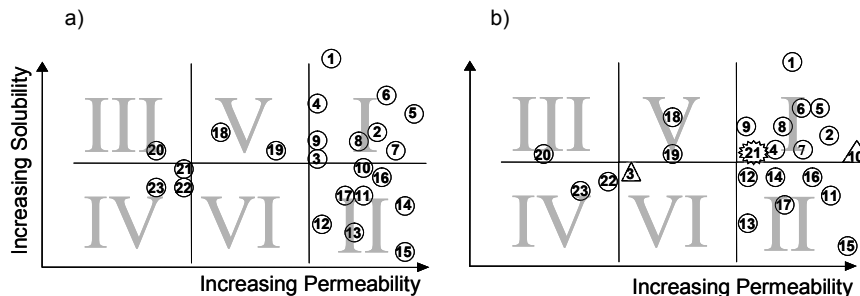 a)
Increasing Solubility
III V I
IV VI II
1
6
4 5
18 2
9 8
20 19 7
3
21 10
16
23 22
17 11
14
12 13
15
Increasing Permeability
b)
III V I
IV VI II
1
6 5
18
9 8 2
20 19 21 4 7 10
3
22 12 14 16
23
17 11
13
15
Increasing Permeability